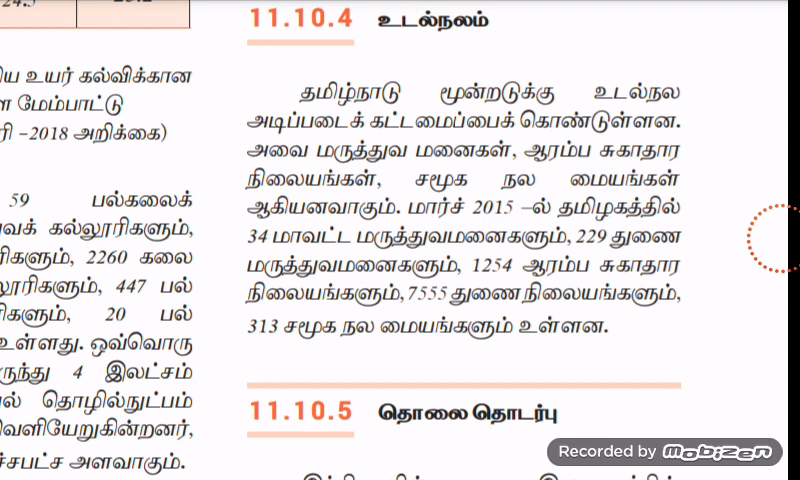 24.5
ிய உயர் கல்விக்கான
ள மேம்பாட்டு
ரி –2018 அறிக்கை)
59 பல்கலைக்
வக் கல்லூரிகளும்,
ரிகளும், 2260 கலை
லூரிகளும், 447 பல்
ிகளும், 20 பல்
உள்ளது. ஒவ்வொரு
ருந்து 4 இலட்சம்
ல் தொழில்நுட்பம்
வெளியேறுகின்றனர்,
ச்சபட்ச அளவாகும்.
11.10.4 உடல்நலம்
தமிழ்நாடு மூன்றடுக்கு உடல்நல
அடிப்படைக் கட்டமைப்பைக் கொண்டுள்ளன.
அவை மருத்துவ மனைகள், ஆரம்ப சுகாதார
நிலையங்கள், சமூக நல மையங்கள்
ஆகியனவாகும். மார்ச் 2015 –ல் தமிழகத்தில்
34 மாவட்ட மருத்துவமனைகளும், 229 துணை
மருத்துவமனைகளும், 1254 ஆரம்ப சுகாதார
நிலையங்களும், 7555 துணை நிலையங்களும்,
313 சமூக நல மையங்களும் உள்ளன.
11.10.5 தொலை தொடர்பு
Recorded by mobizen